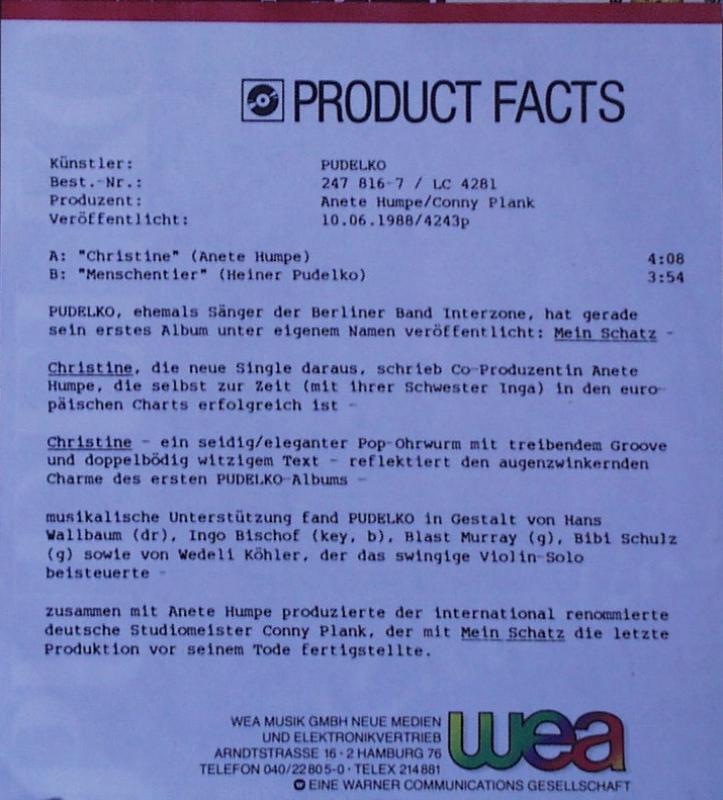 PRODUCT FACTS
Künstler: PUDELKO
Best.-Nr.: 247 816-7 / LC 4281
Produzent: Anete Humpe/Conny Plank
Veröffentlicht: 10.06.1988/4243p
A: "Christine" (Anete Humpe) 4:08
B: "Menschentier" (Heiner Pudelko) 3:54
PUDELKO, ehemals Sänger der Berliner Band Interzone, hat gerade
sein erstes Album unter eigenem Namen veröffentlicht: Mein Schatz -
Christine, die neue Single daraus, schrieb Co-Produzentin Anete
Humpe, die selbst zur Zeit (mit ihrer Schwester Inga) in den euro-
päischen Charts erfolgreich ist -
Christine - ein seidig/eleganter Pop-Ohrwurm mit treibendem Groove
und doppelbödig witzigem Text - reflektiert den augenzwinkernden
Charme des ersten PUDELKO-Albums -
musikalische Unterstützung fand PUDELKO in Gestalt von Hans
Wallbaum (dr), Ingo Bischof (key, b), Blast Murray (g), Bibi Schulz
(g) sowie von Wedeli Köhler, der das swingige Violin-Solo
beisteuerte -
zusammen mit Anete Humpe produzierte der international renommierte
deutsche Studiomeister Conny Plank, der mit Mein Schatz die letzte
Produktion vor seinem Tode fertigstellte.
WEA MUSIK GMBH NEUE MEDIEN
UND ELEKTRONIKVERTRIEB
ARNDTSTRASSE 16 · 2 HAMBURG 76
TELEFON 040/22805-0 · TELEX 214881
wea
EINE WARNER COMMUNICATIONS GESELLSCHAFT